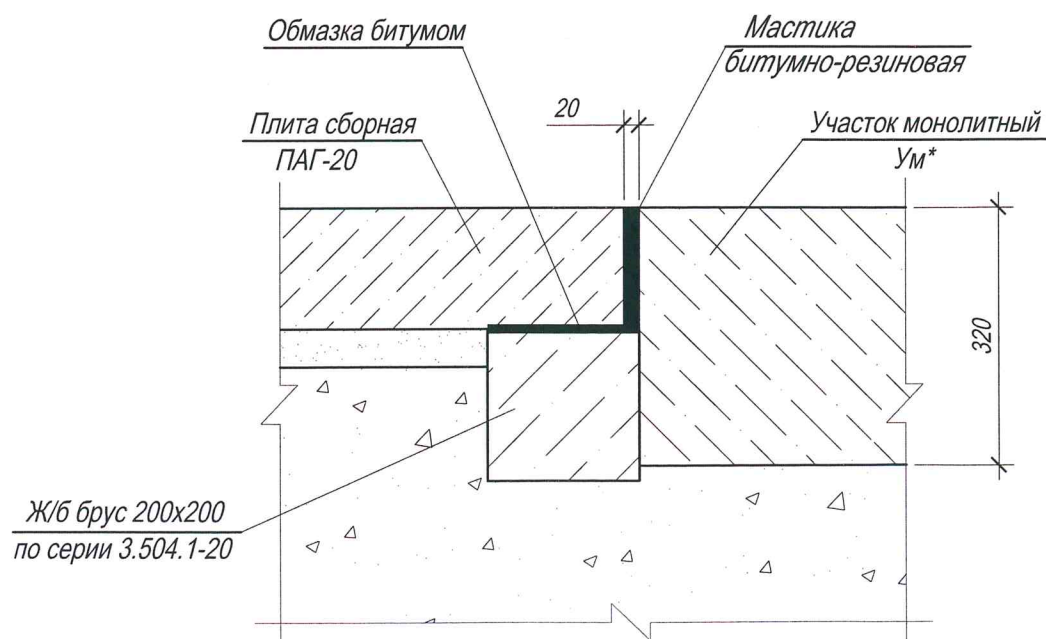 Обмазка битумом
Мастика
битумно-резиновая
20
Плита сборная
ПАГ-20
Участок монолитный
Ум*
320
Ж/б брус 200х200
по серии 3.504.1-20